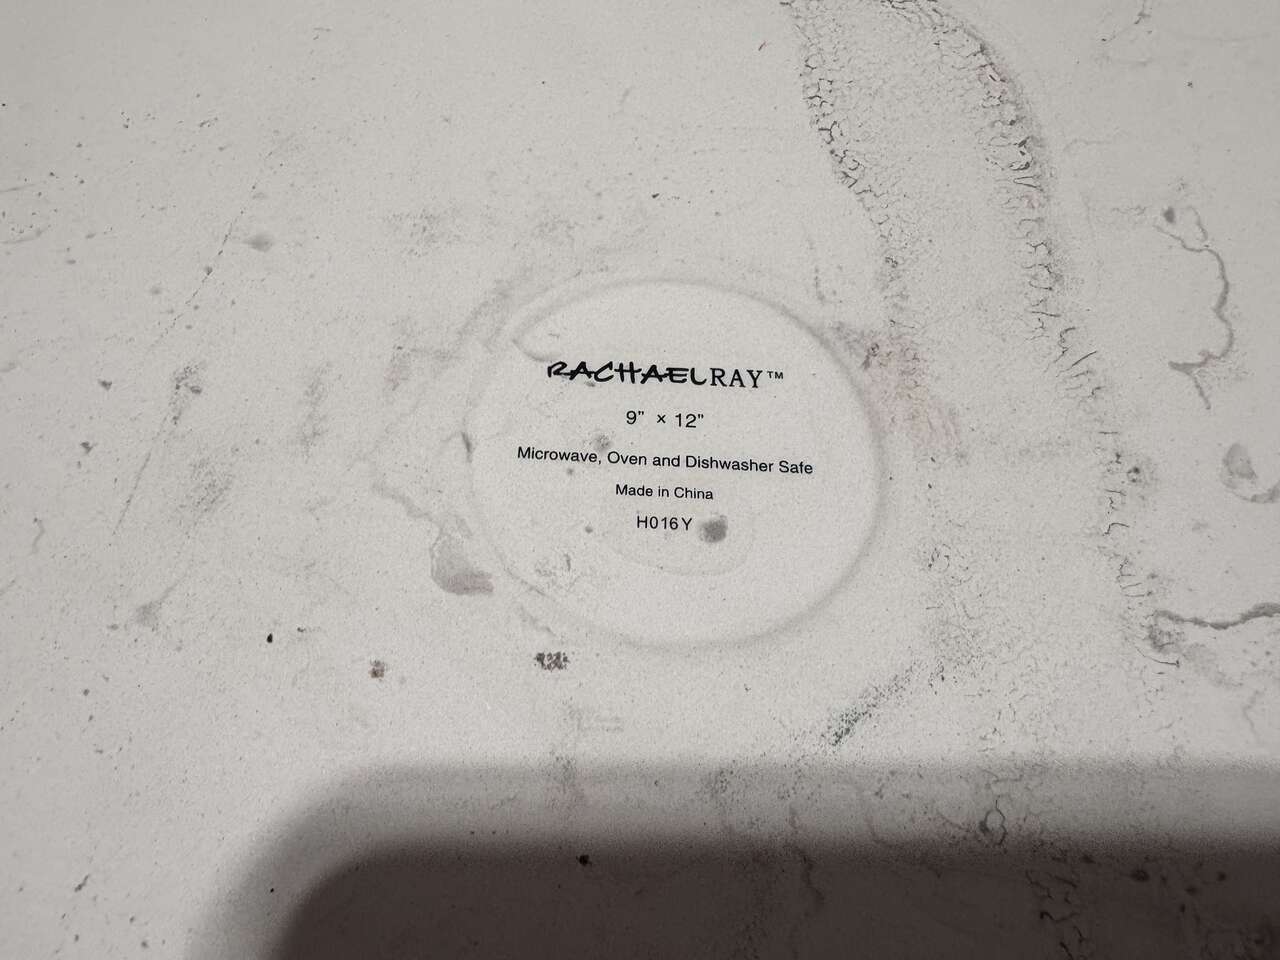 RACHAELRAY™
9" × 12"
Microwave, Oven and Dishwasher Safe
Made in China
H016Y